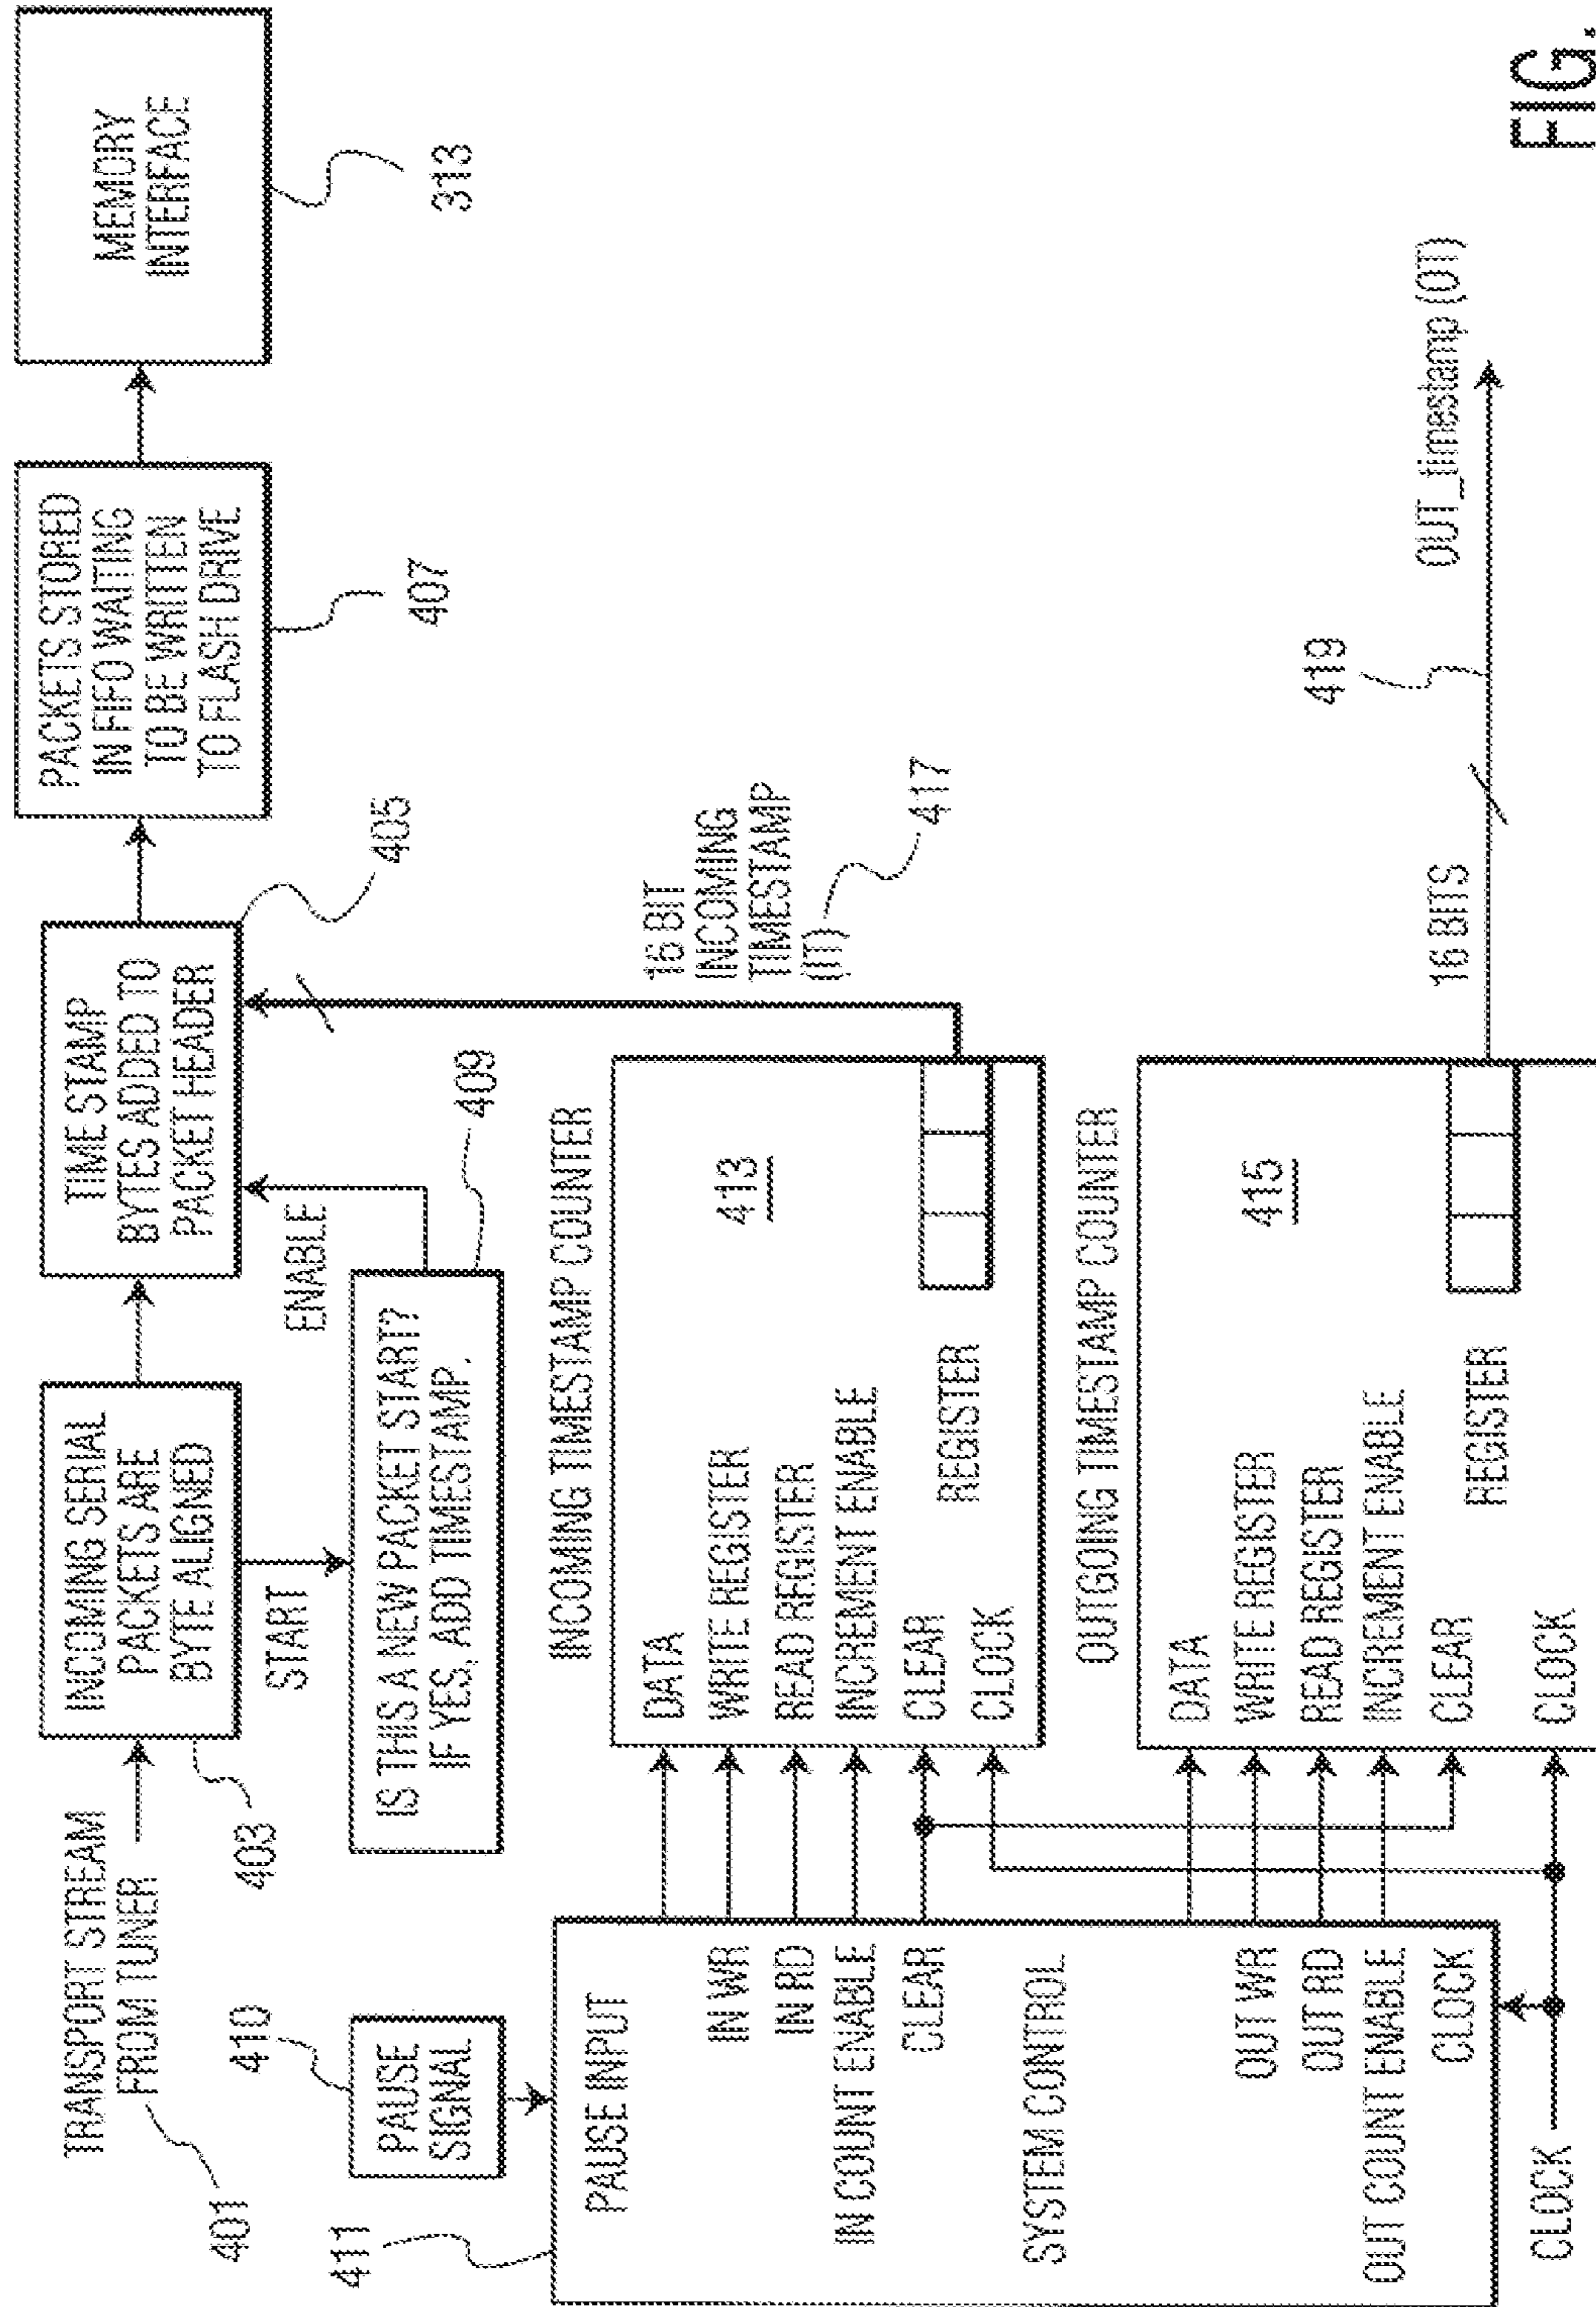 TRANSPORT STREAM
FROM TUNER
401
INCOMING SERIAL
PACKETS ARE
BYTE ALIGNED
403
TIME STAMP
BYTES ADDED TO
PACKET HEADER
405
PACKETS STORED
IN FIFO WAITING
TO BE WRITTEN
TO FLASH DRIVE
407
MEMORY
INTERFACE
313
START
ENABLE
IS THIS A NEW PACKET START?
IF YES, ADD TIMESTAMP.
409
410
PAUSE
SIGNAL
411
PAUSE INPUT
IN WR
IN RD
IN COUNT ENABLE
CLEAR
SYSTEM CONTROL
OUT WR
OUT RD
OUT COUNT ENABLE
CLOCK
CLOCK
INCOMING TIMESTAMP COUNTER
DATA
WRITE REGISTER
READ REGISTER
INCREMENT ENABLE
CLEAR
CLOCK
413
REGISTER
16 BIT
INCOMING
TIMESTAMP
(IT)
417
OUTGOING TIMESTAMP COUNTER
DATA
WRITE REGISTER
READ REGISTER
INCREMENT ENABLE
CLEAR
CLOCK
415
REGISTER
16 BITS
419
OUT_timestamp (OT)
FIG.